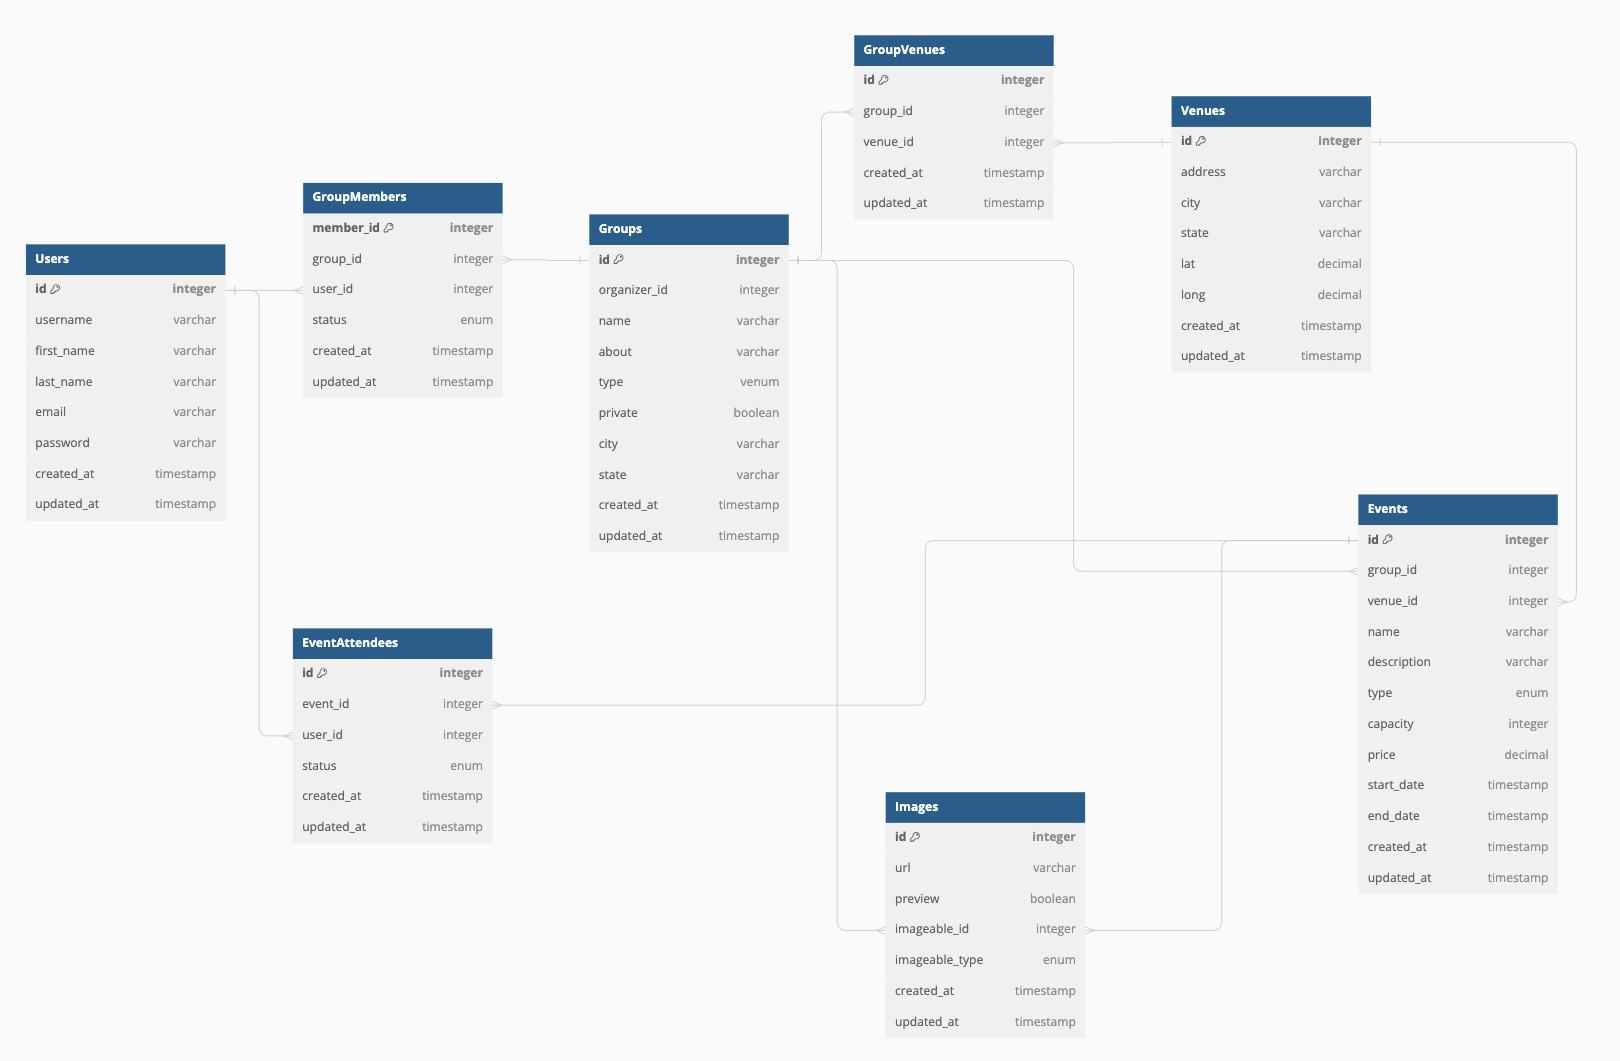 GroupVenues
id integer
group_id integer
venue_id integer
created_at timestamp
updated_at timestamp
Venues
id integer
address varchar
city varchar
state varchar
lat decimal
long decimal
created_at timestamp
updated_at timestamp
GroupMembers
member_id integer
group_id integer
user_id integer
status enum
created_at timestamp
updated_at timestamp
Groups
id integer
organizer_id integer
name varchar
about varchar
type venum
private boolean
city varchar
state varchar
created_at timestamp
updated_at timestamp
Users
id integer
username varchar
first_name varchar
last_name varchar
email varchar
password varchar
created_at timestamp
updated_at timestamp
Events
id integer
group_id integer
venue_id integer
name varchar
description varchar
type enum
capacity integer
price decimal
start_date timestamp
end_date timestamp
created_at timestamp
updated_at timestamp
EventAttendees
id integer
event_id integer
user_id integer
status enum
created_at timestamp
updated_at timestamp
Images
id integer
url varchar
preview boolean
imageable_id integer
imageable_type enum
created_at timestamp
updated_at timestamp